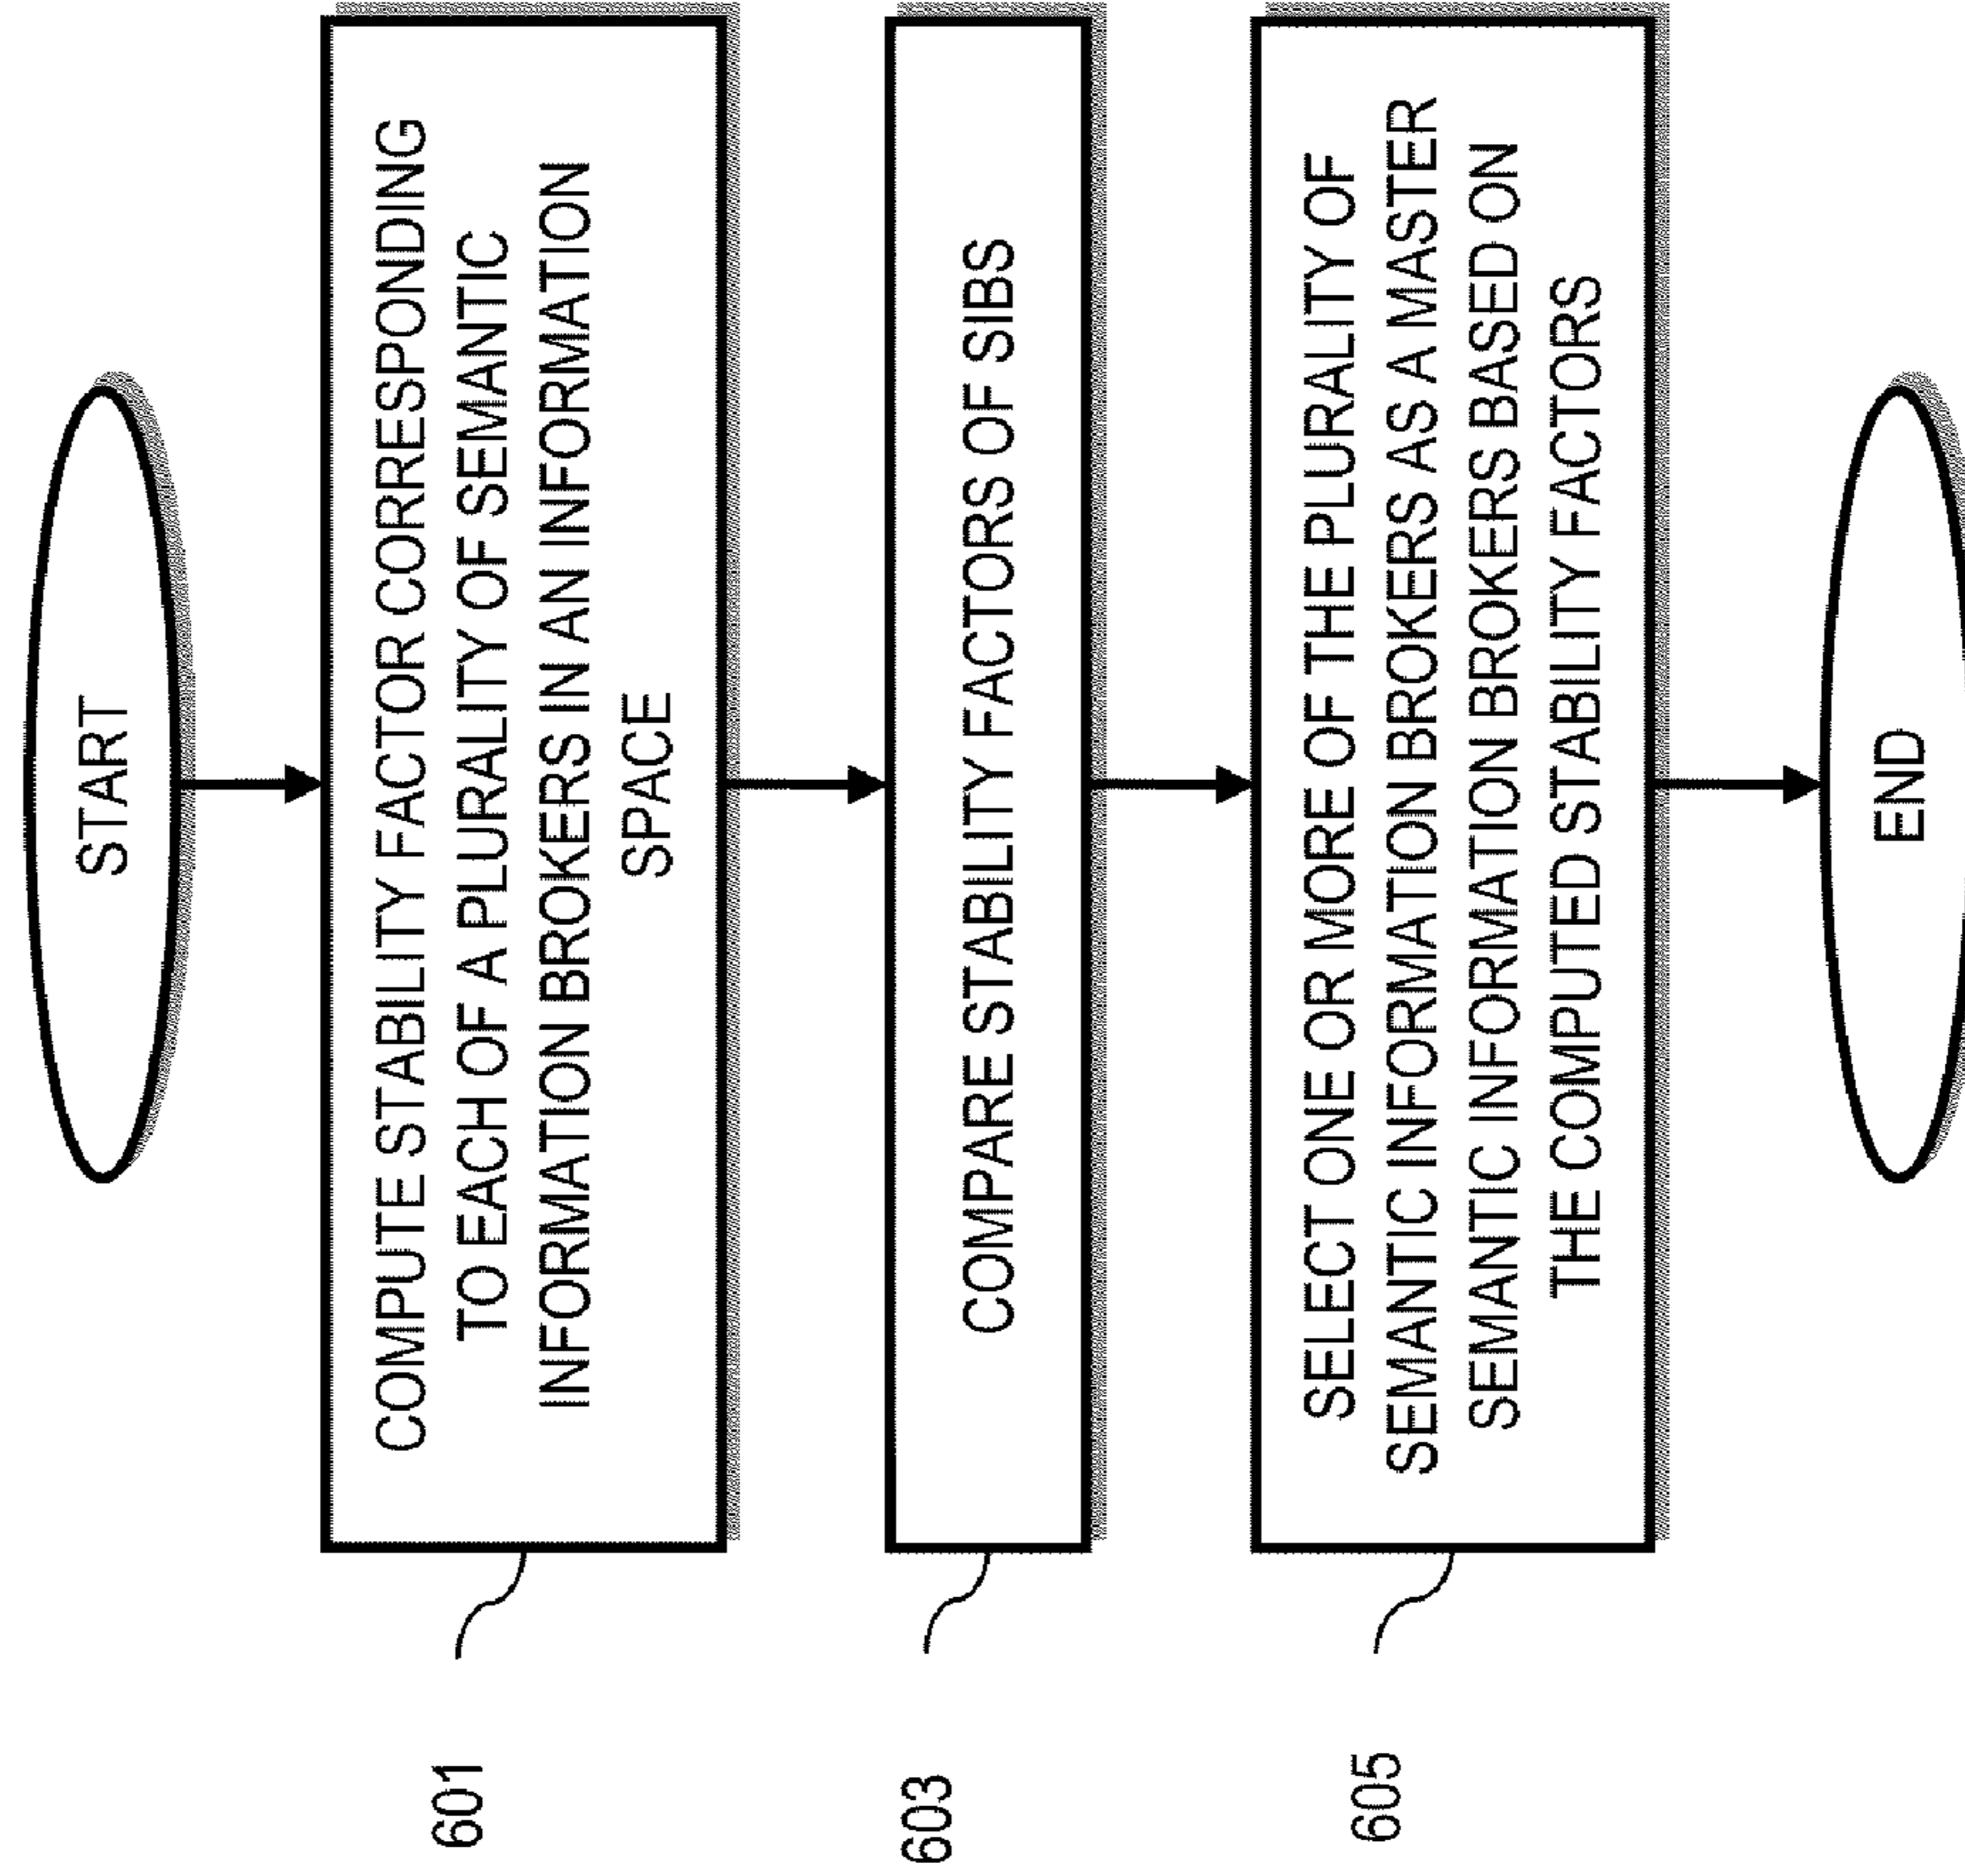 START
601
COMPUTE STABILITY FACTOR CORRESPONDING
TO EACH OF A PLURALITY OF SEMANTIC
INFORMATION BROKERS IN AN INFORMATION
SPACE
603
COMPARE STABILITY FACTORS OF SIBS
605
SELECT ONE OR MORE OF THE PLURALITY OF
SEMANTIC INFORMATION BROKERS AS A MASTER
SEMANTIC INFORMATION BROKERS BASED ON
THE COMPUTED STABILITY FACTORS
END